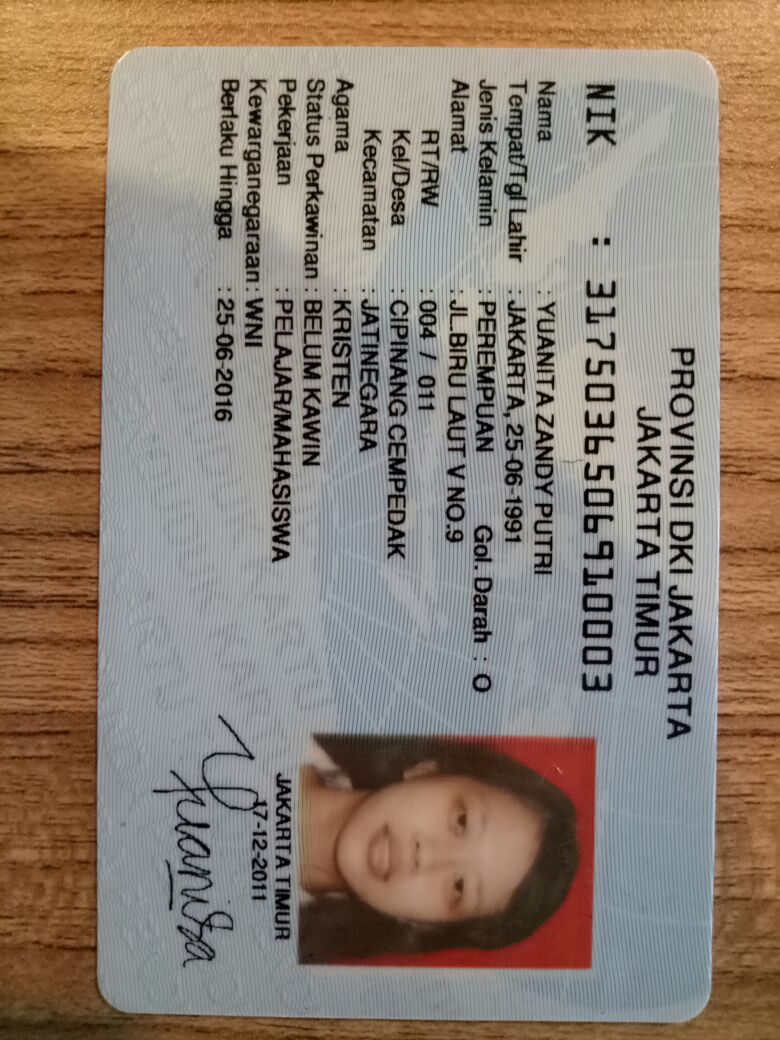 PROVINSI DKI JAKARTA
JAKARTA TIMUR
NIK : 3175036506910003
Nama : YUANITA ZANDY PUTRI
Tempat/Tgl Lahir : JAKARTA, 25-06-1991
Jenis Kelamin : PEREMPUAN Gol. Darah : O
Alamat : JL.BIRU LAUT V NO.9
RT/RW : 004 / 011
Kel/Desa : CIPINANG CEMPEDAK
Kecamatan : JATINEGARA
Agama : KRISTEN
Status Perkawinan : BELUM KAWIN
Pekerjaan : PELAJAR/MAHASISWA
Kewarganegaraan : WNI
Berlaku Hingga : 25-06-2016
JAKARTA TIMUR
17-12-2011
Yuanita